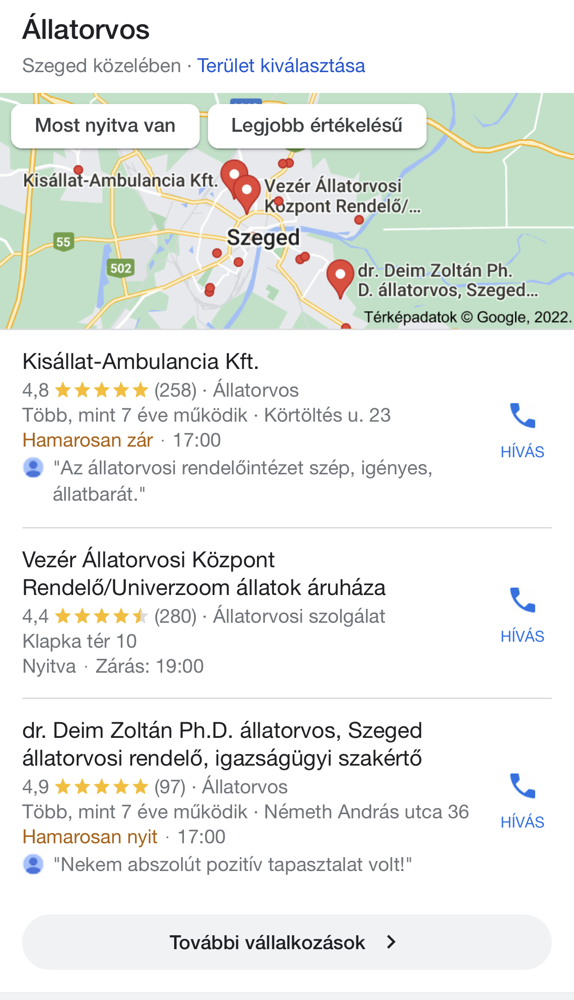 Állatorvos
Szeged közelében · Terület kiválasztása
Most nyitva van
Legjobb értékelésű
Kisállat-Ambulancia Kft.
Vezér Állatorvosi
Központ Rendelő/...
Szeged
55
502
dr. Deim Zoltán Ph.
D. állatorvos, Szeged...
Térképadatok © Google, 2022.
Kisállat-Ambulancia Kft.
4,8 (258) · Állatorvos
Több, mint 7 éve működik · Körtöltés u. 23
Hamarosan zár · 17:00
"Az állatorvosi rendelőintézet szép, igényes,
állatbarát."
HÍVÁS
Vezér Állatorvosi Központ
Rendelő/Univerzoom állatok áruháza
4,4 (280) · Állatorvosi szolgálat
Klapka tér 10
Nyitva · Zárás: 19:00
HÍVÁS
dr. Deim Zoltán Ph.D. állatorvos, Szeged
állatorvosi rendelő, igazságügyi szakértő
4,9 (97) · Állatorvos
Több, mint 7 éve működik · Németh András utca 36
Hamarosan nyit · 17:00
"Nekem abszolút pozitív tapasztalat volt!"
HÍVÁS
További vállalkozások